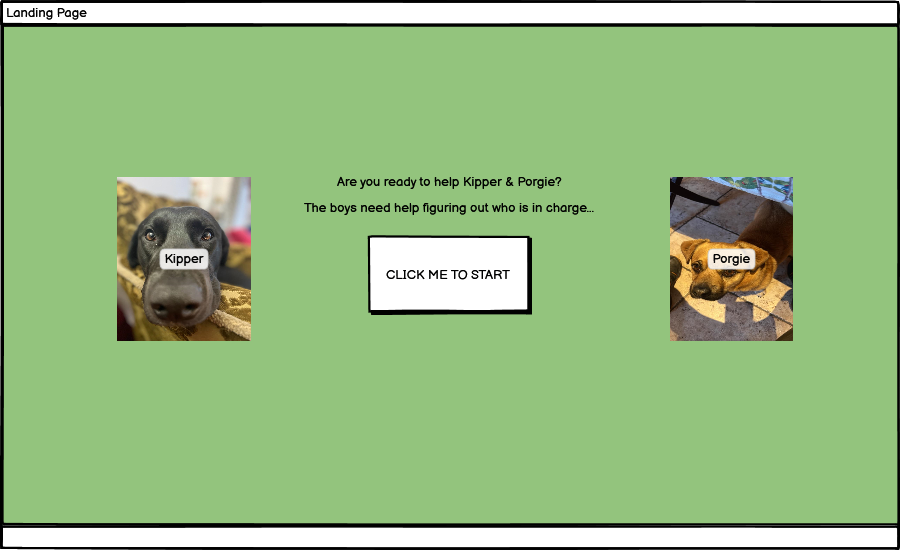 Landing Page
Are you ready to help Kipper & Porgie?
The boys need help figuring out who is in charge...
Kipper
CLICK ME TO START
Porgie